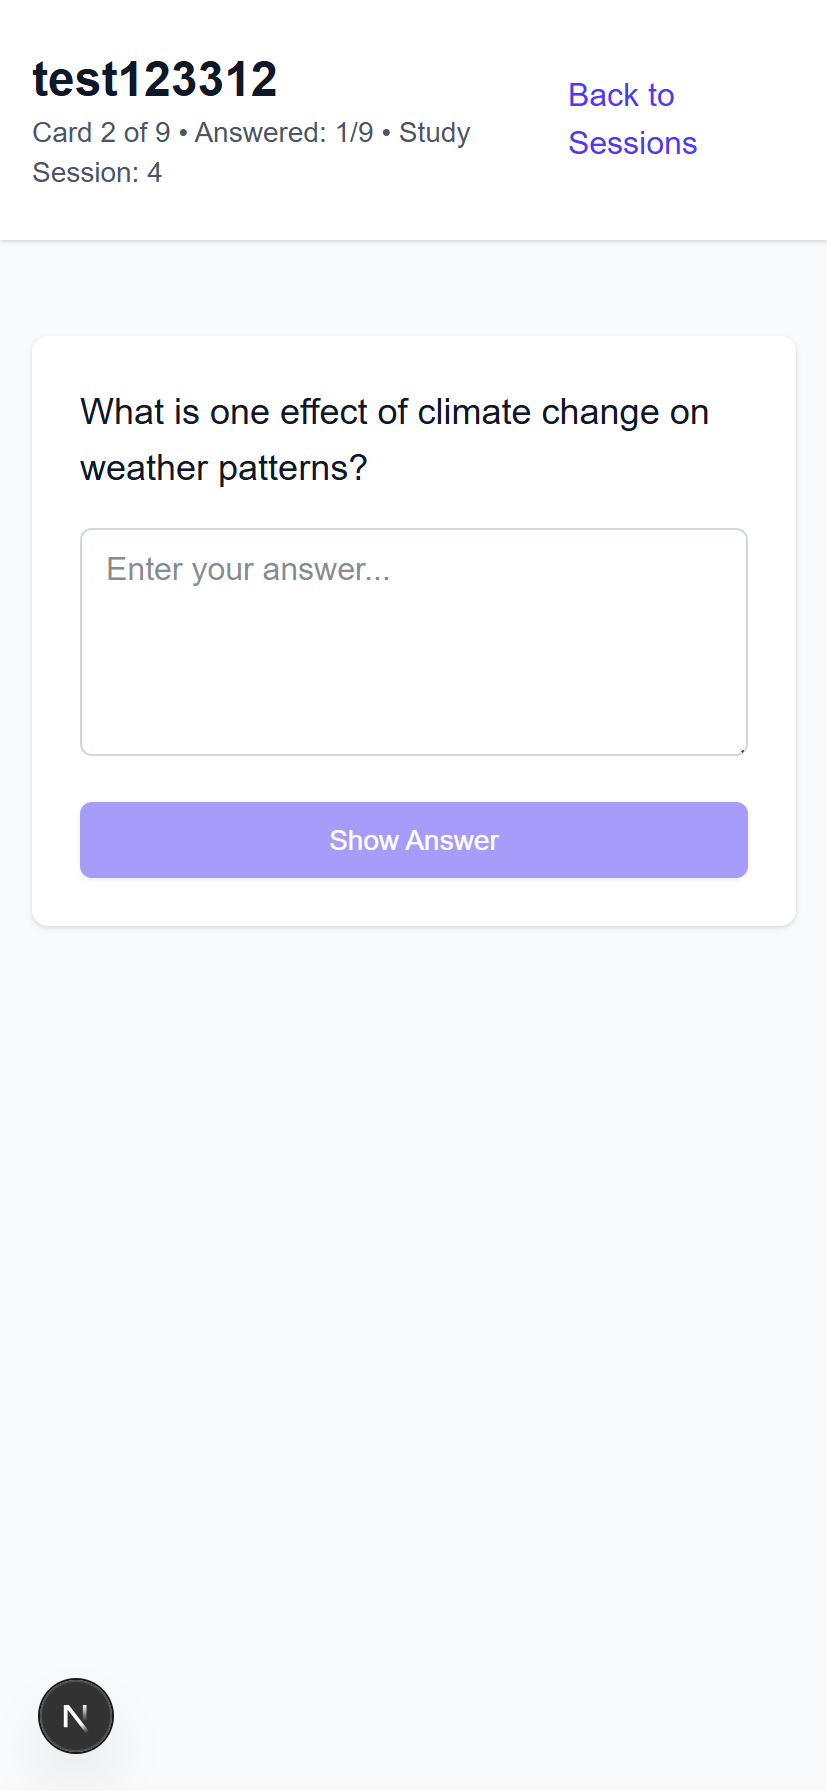 test123312
Card 2 of 9 • Answered: 1/9 • Study
Session: 4
Back to
Sessions
What is one effect of climate change on
weather patterns?
Enter your answer...
Show Answer
N